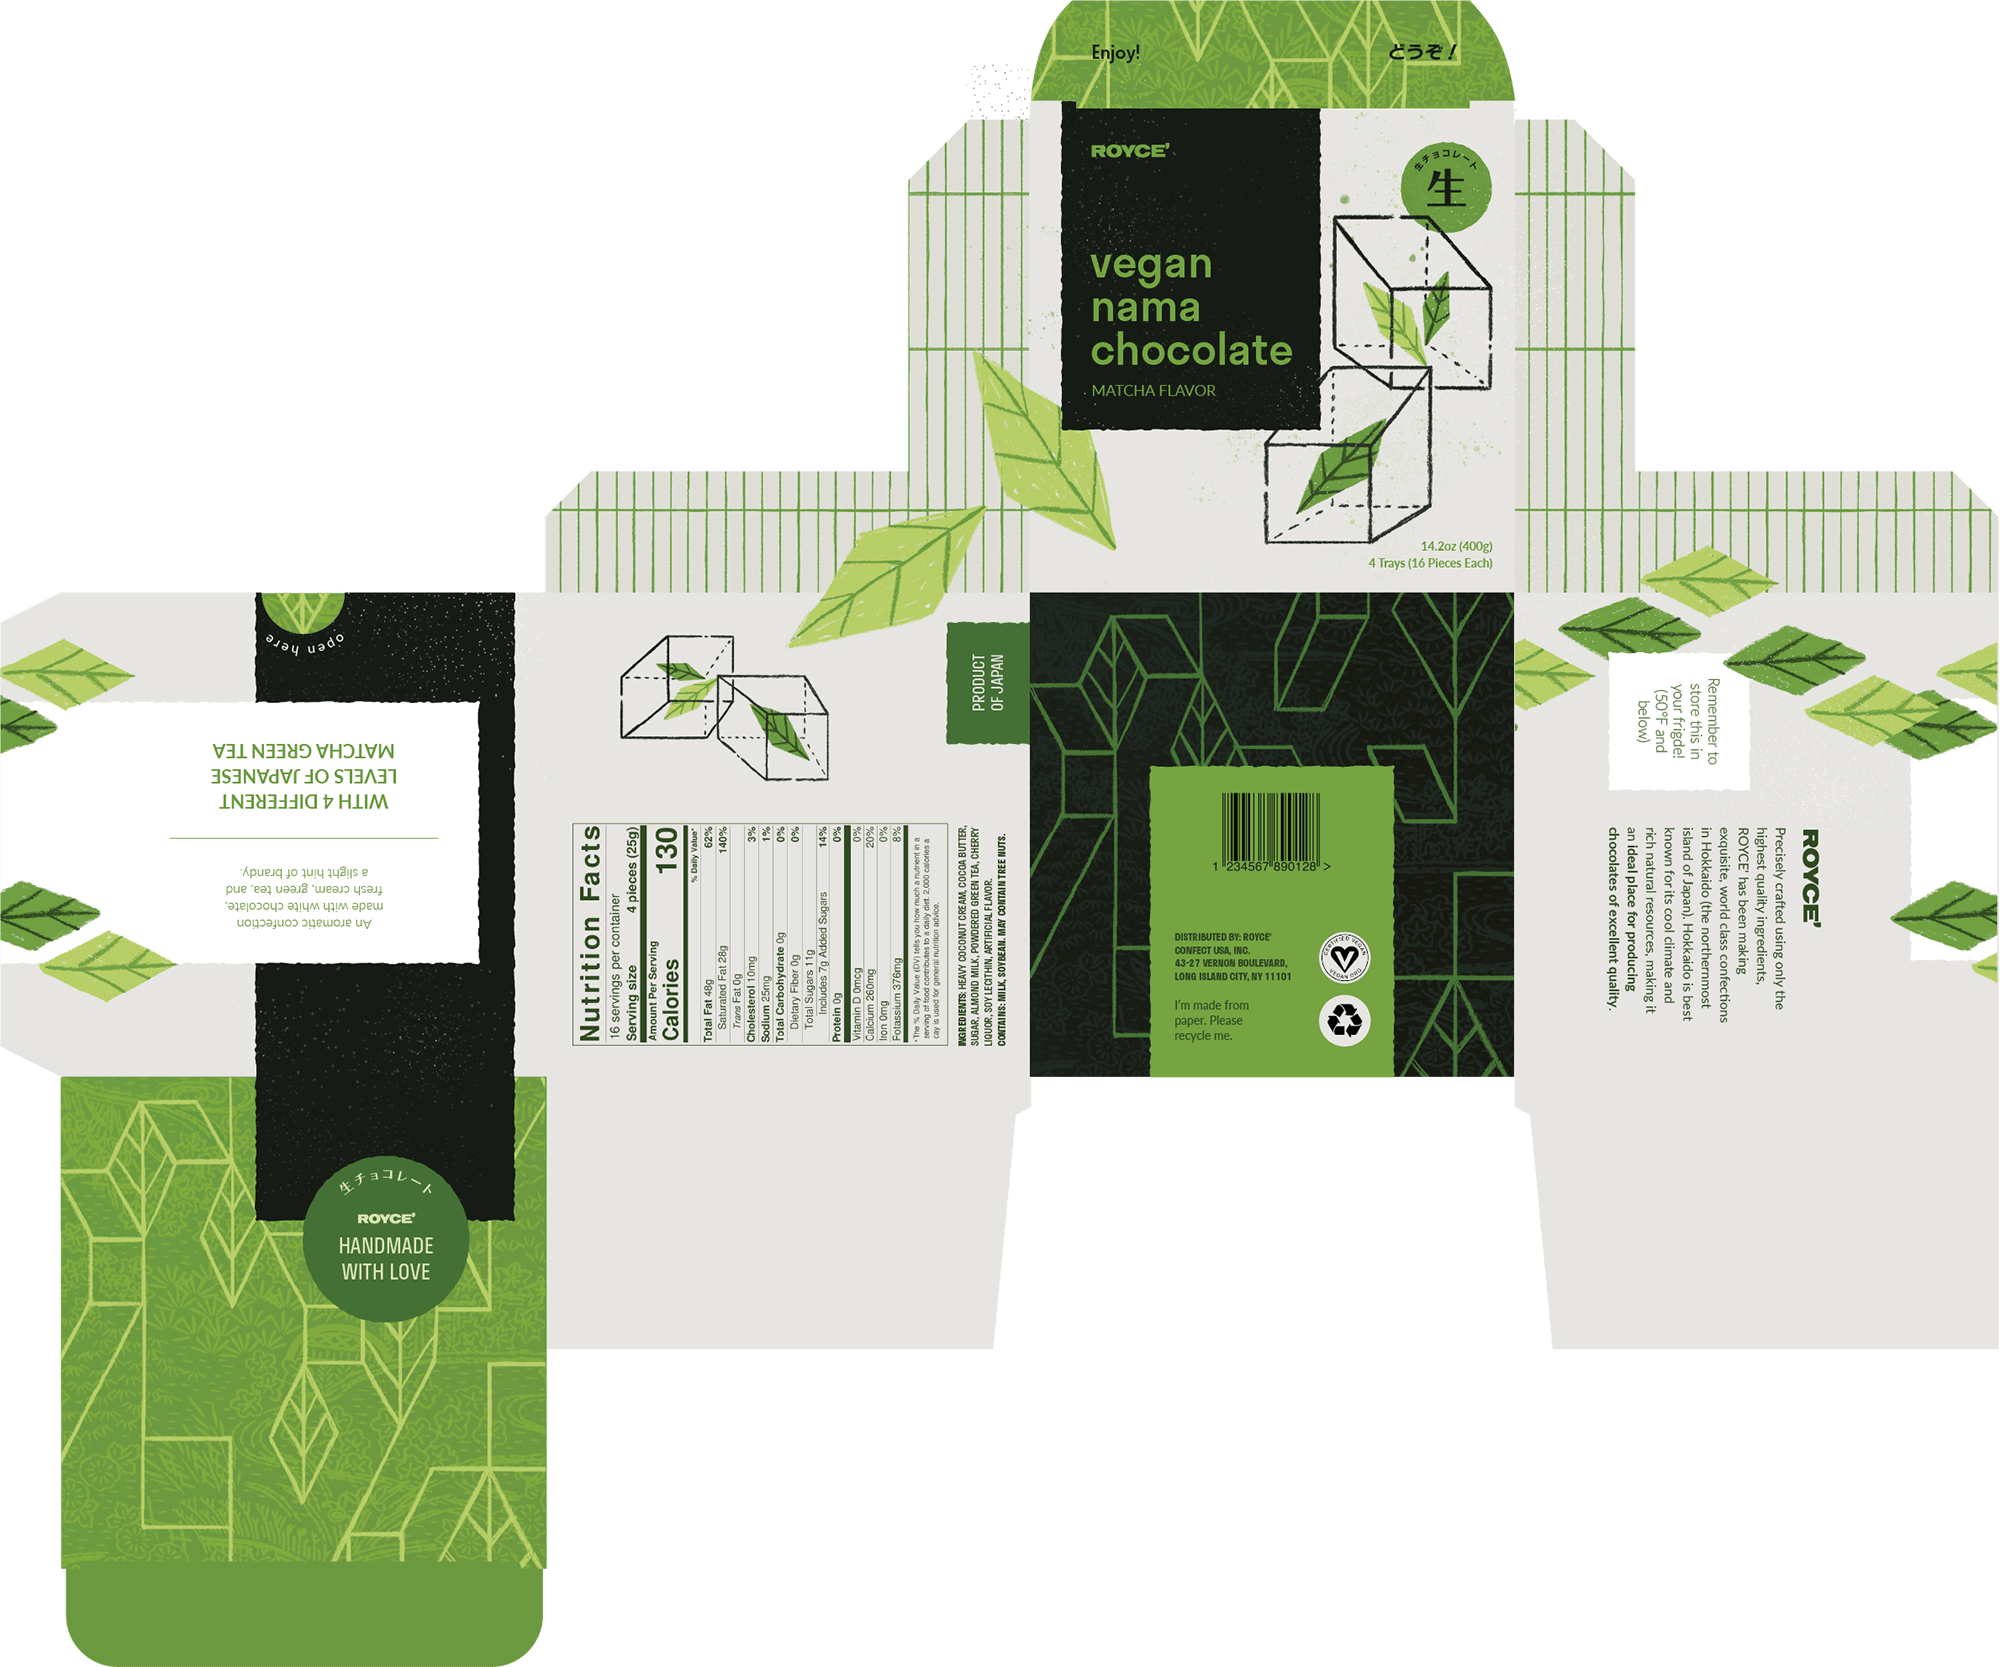 Enjoy!
どうぞ!
ROYCE'
生チョコレート
生
vegan
nama
chocolate
MATCHA FLAVOR
14.2oz (400g)
4 Trays (16 Pieces Each)
open here
WITH 4 DIFFERENT
LEVELS OF JAPANESE
MATCHA GREEN TEA
An aromatic confection
made with white chocolate,
fresh cream, green tea, and
a slight hint of brandy.
PRODUCT
OF JAPAN
Nutrition Facts
16 servings per container
Serving size 4 pieces (25g)
Amount Per Serving
Calories 130
% Daily Value*
Total Fat 48g 62%
Saturated Fat 28g 140%
Trans Fat 0g
Cholesterol 10mg 3%
Sodium 25mg 1%
Total Carbohydrate 0g 0%
Dietary Fiber 0g 0%
Total Sugars 11g
Includes 7g Added Sugars 14%
Protein 0g 0%
Vitamin D 0mcg 0%
Calcium 260mg 20%
Iron 0mg 0%
Potassium 376mg 8%
*The % Daily Value (DV) tells you how much a nutrient in a
serving of food contributes to a daily diet. 2,000 calories a
cay is used for general nutrition advice.
INGREDIENTS: HEAVY COCONUT CREAM, COCOA BUTTER,
SUGAR, ALMOND MILK, POWDERED GREEN TEA, CHERRY
LIQUOR, SOY LECITHIN, ARTIFICIAL FLAVOR.
CONTAINS: MILK, SOYBEAN. MAY CONTAIN TREE NUTS.
1 234567 890128 >
DISTRIBUTED BY: ROYCE'
CONFECT USA, INC.
43-27 VERNON BOULEVARD,
LONG ISLAND CITY, NY 11101
I'm made from
paper. Please
recycle me.
CERTIFIED VEGAN
VEGAN.ORG
Remember to
store this in
your frigde!
(50°F and
below)
ROYCE'
Precisely crafted using only the
highest quality ingredients,
ROYCE' has been making
exquisite, world class confections
in Hokkaido (the northernmost
island of Japan). Hokkaido is best
known for its cool climate and
rich natural resources, making it
an ideal place for producing
chocolates of excellent quality.
生チョコレート
ROYCE'
HANDMADE
WITH LOVE